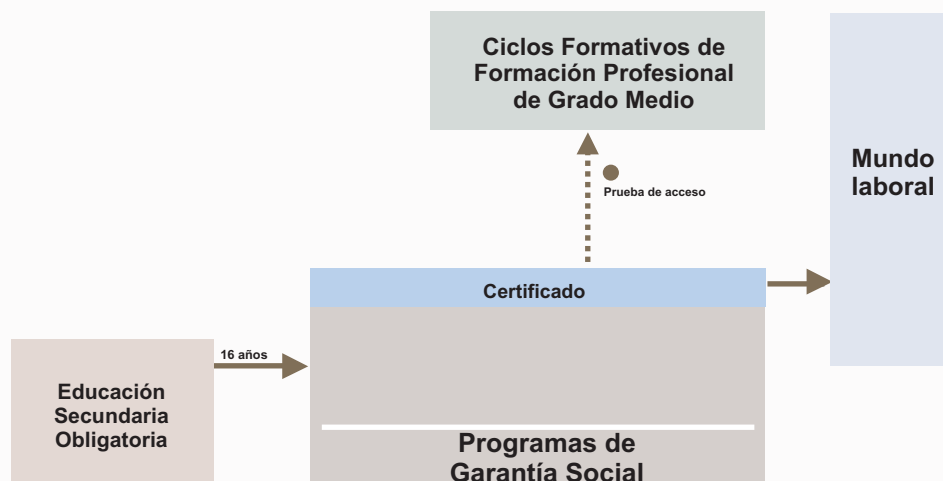 Ciclos Formativos de
Formación Profesional
de Grado Medio
Mundo
laboral
Prueba de acceso
Certificado
16 años
Educación
Secundaria
Obligatoria
Programas de
Garantía Social